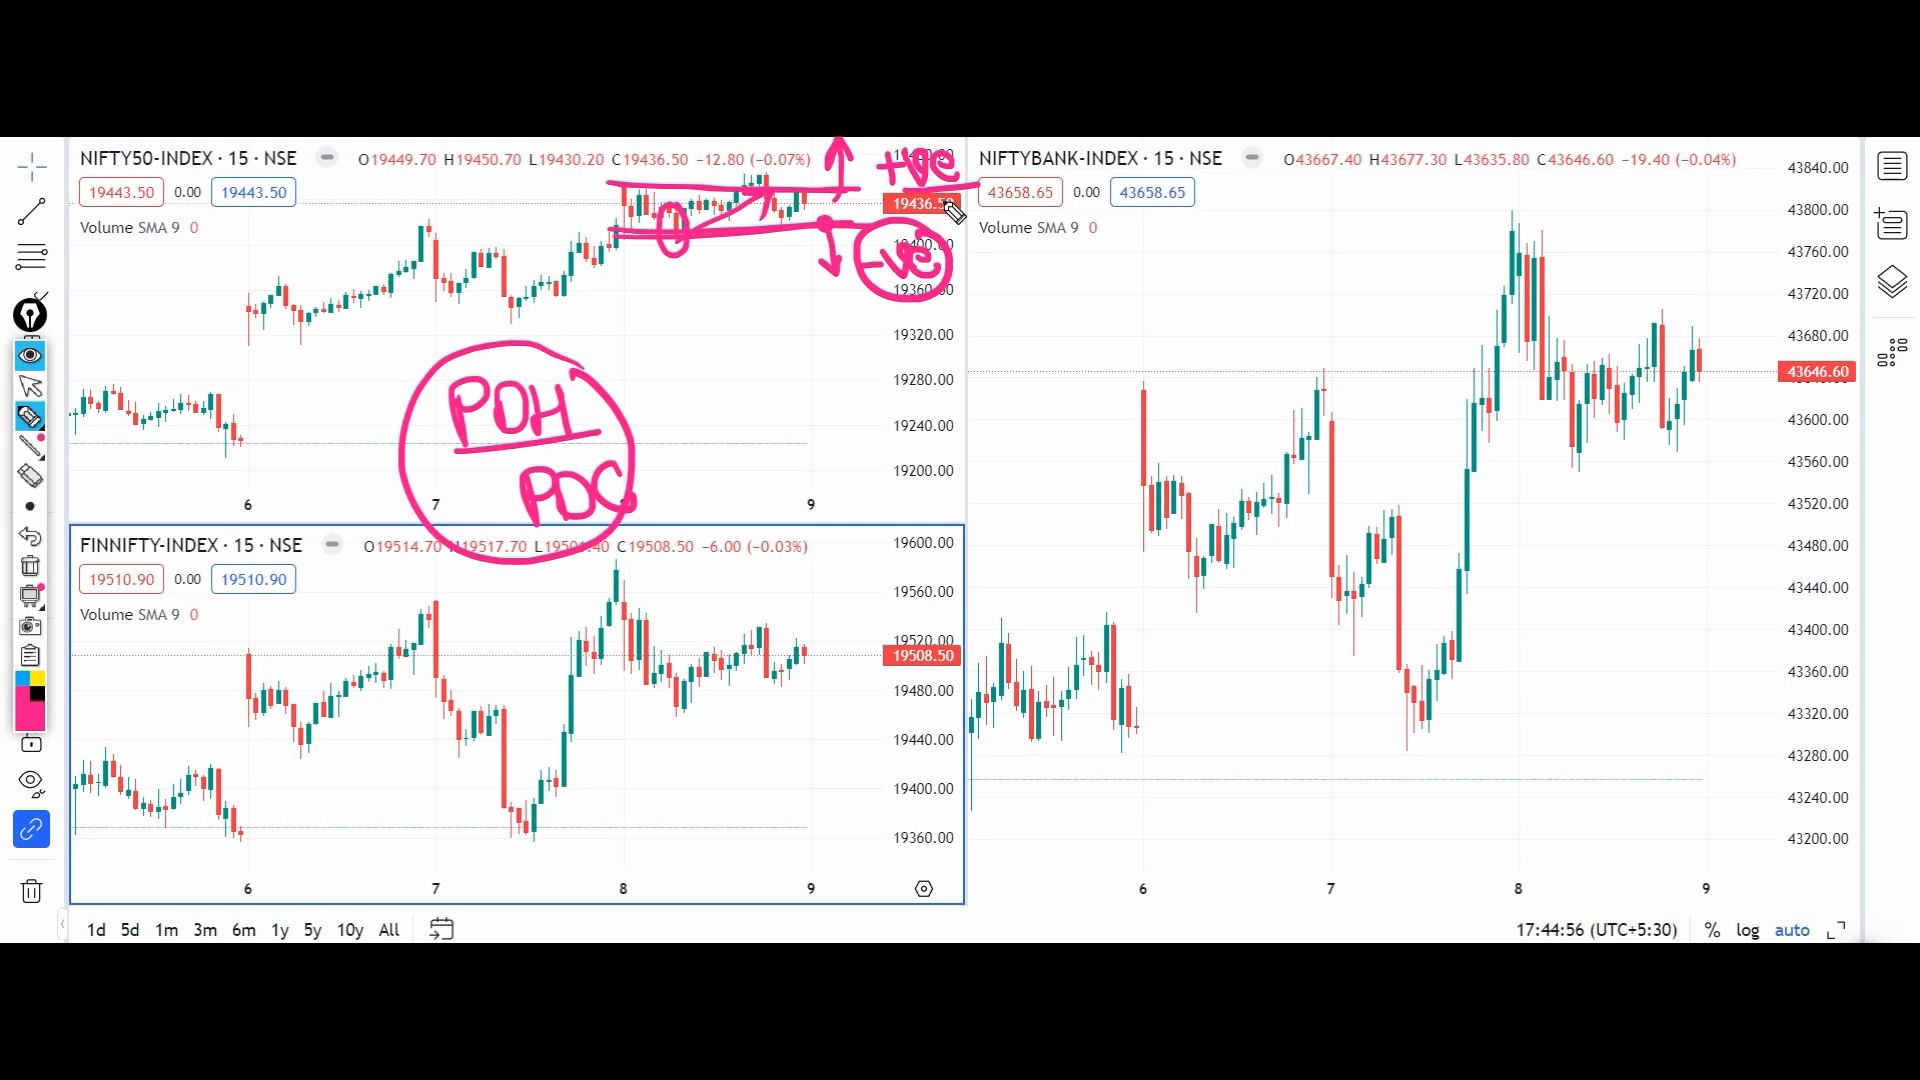 NIFTY50-INDEX · 15 · NSE O19449.70 H19450.70 L19430.20 C19436.50 −12.80 (−0.07%)
19443.50 0.00 19443.50
Volume SMA 9 0
+ve
-ve
19400.00
19360.00
19320.00
19280.00
19240.00
19200.00
PDH
PDC
6 7 9
FINNIFTY-INDEX · 15 · NSE O19514.70 H19517.70 C19508.50 −6.00 (−0.03%)
19510.90 0.00 19510.90
Volume SMA 9 0
19600.00
19560.00
19520.00
19508.50
19480.00
19440.00
19400.00
19360.00
6 7 8 9
NIFTYBANK-INDEX · 15 · NSE O43667.40 H43677.30 L43635.80 C43646.60 −19.40 (−0.04%)
43658.65 0.00 43658.65
Volume SMA 9 0
43840.00
43800.00
43760.00
43720.00
43680.00
43646.60
43600.00
43560.00
43520.00
43480.00
43440.00
43400.00
43360.00
43320.00
43280.00
43240.00
43200.00
6 7 8 9
1d 5d 1m 3m 6m 1y 5y 10y All
17:44:56 (UTC+5:30) % log auto